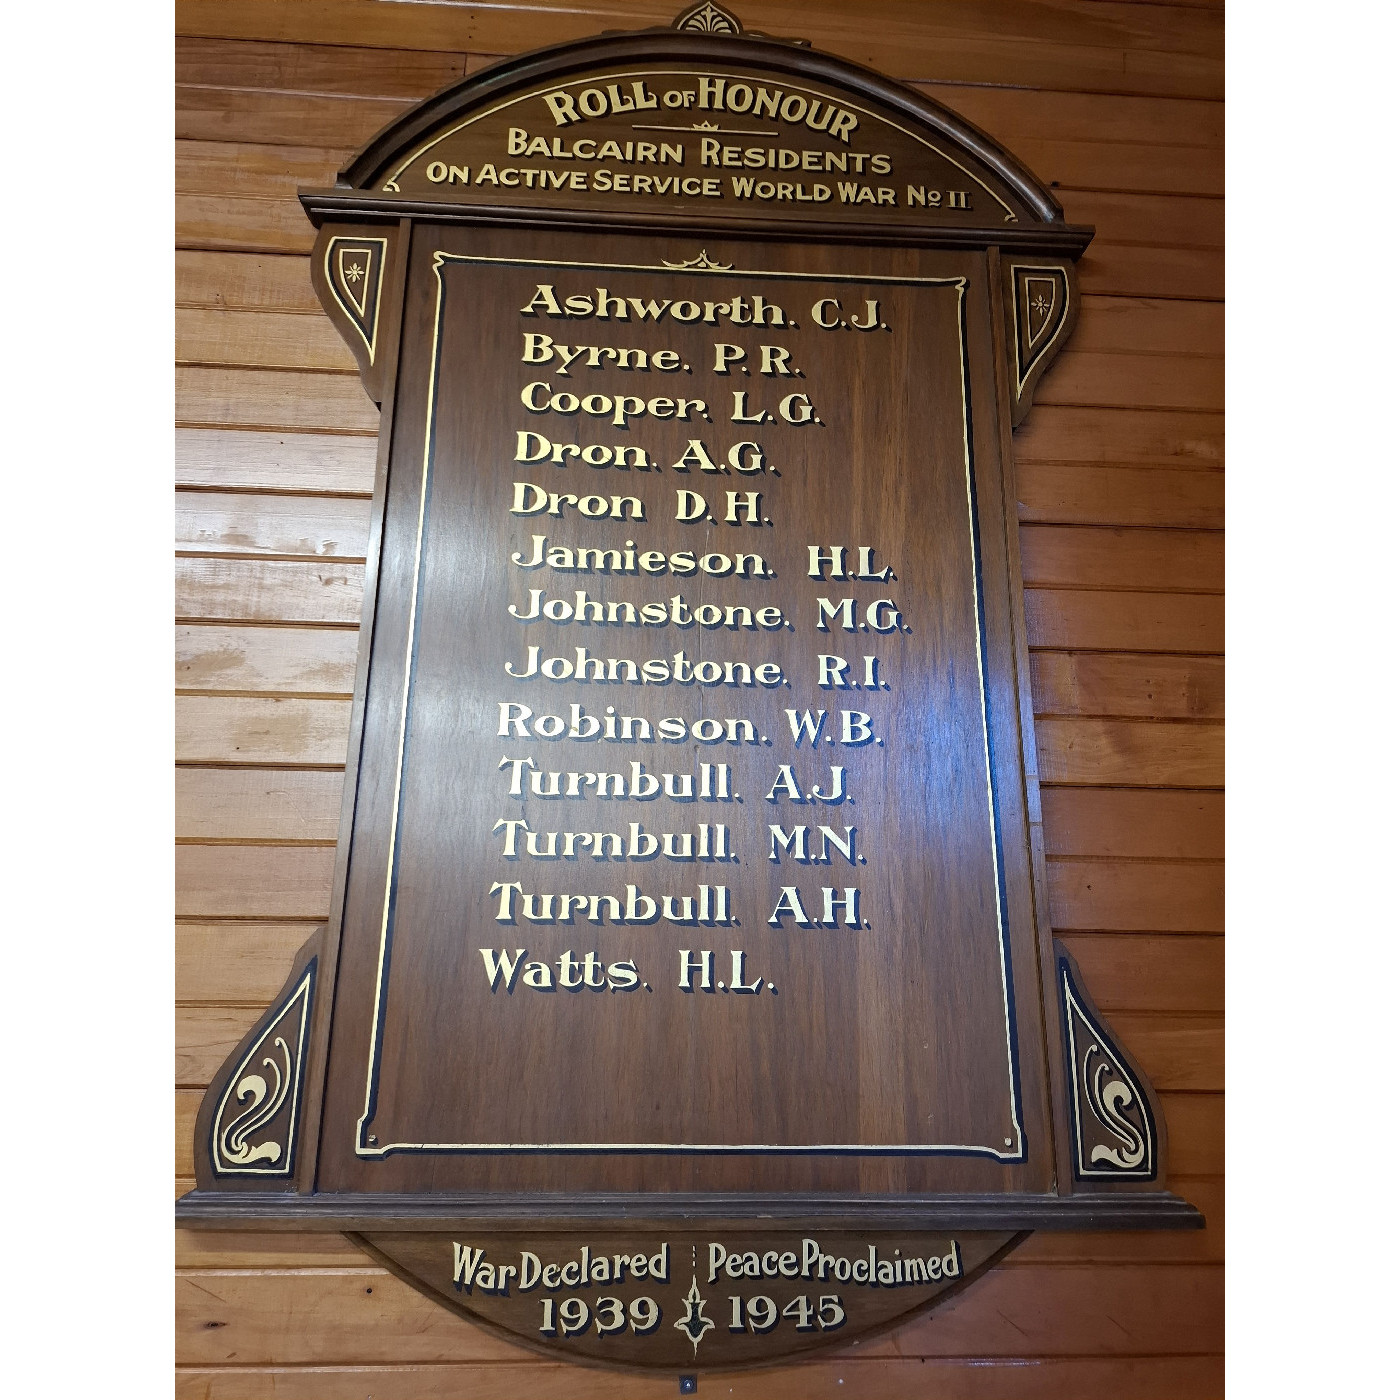 ROLL OF HONOUR
BALCAIRN RESIDENTS
ON ACTIVE SERVICE WORLD WAR No II
Ashworth. C.J.
Byrne. P.R.
Cooper. L.G.
Dron. A.G.
Dron D.H.
Jamieson. H.L.
Johnstone. M.G.
Johnstone. R.I.
Robinson. W.B.
Turnbull. A.J.
Turnbull. M.N.
Turnbull. A.H.
Watts. H.L.
War Declared Peace Proclaimed
1939 1945